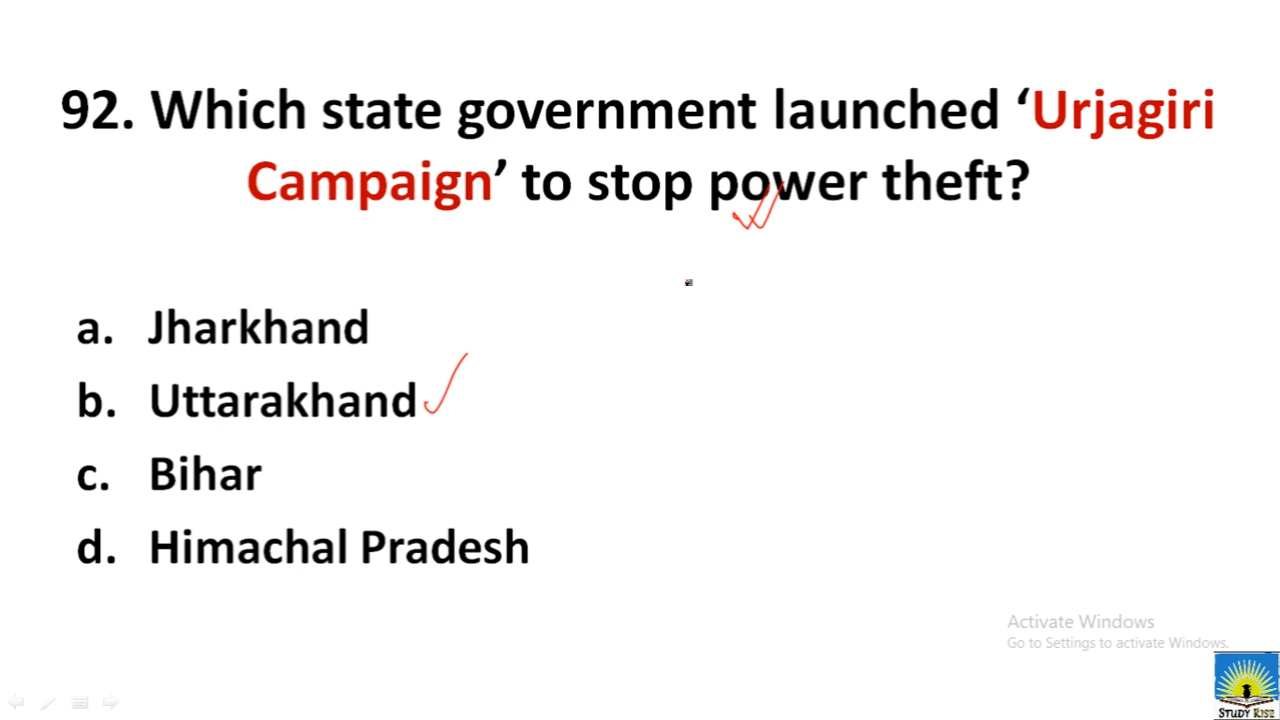 92. Which state government launched ‘Urjagiri
Campaign’ to stop power theft?
a. Jharkhand
b. Uttarakhand
c. Bihar
d. Himachal Pradesh
Activate Windows
Go to Settings to activate Windows.
STUDY RISE